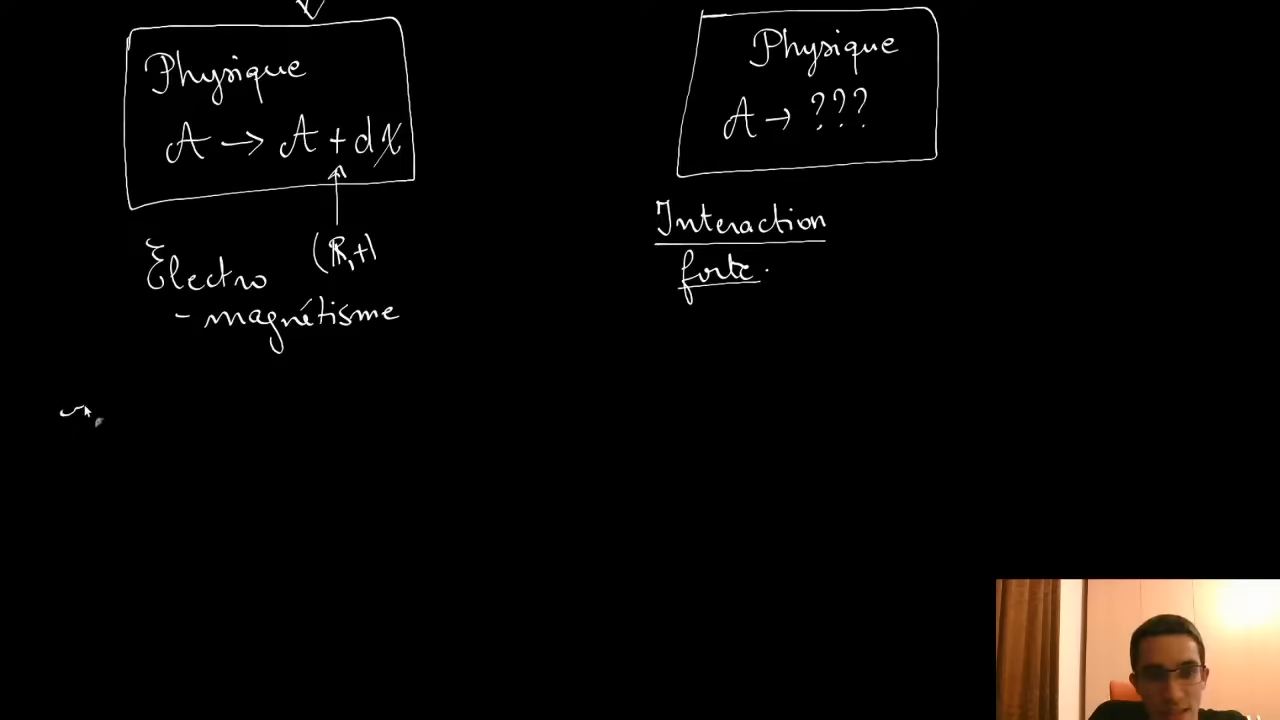 Physique
A → A + dχ
(ℝ,+)
Électro
- magnétisme
Physique
A → ???
Interaction
forte.